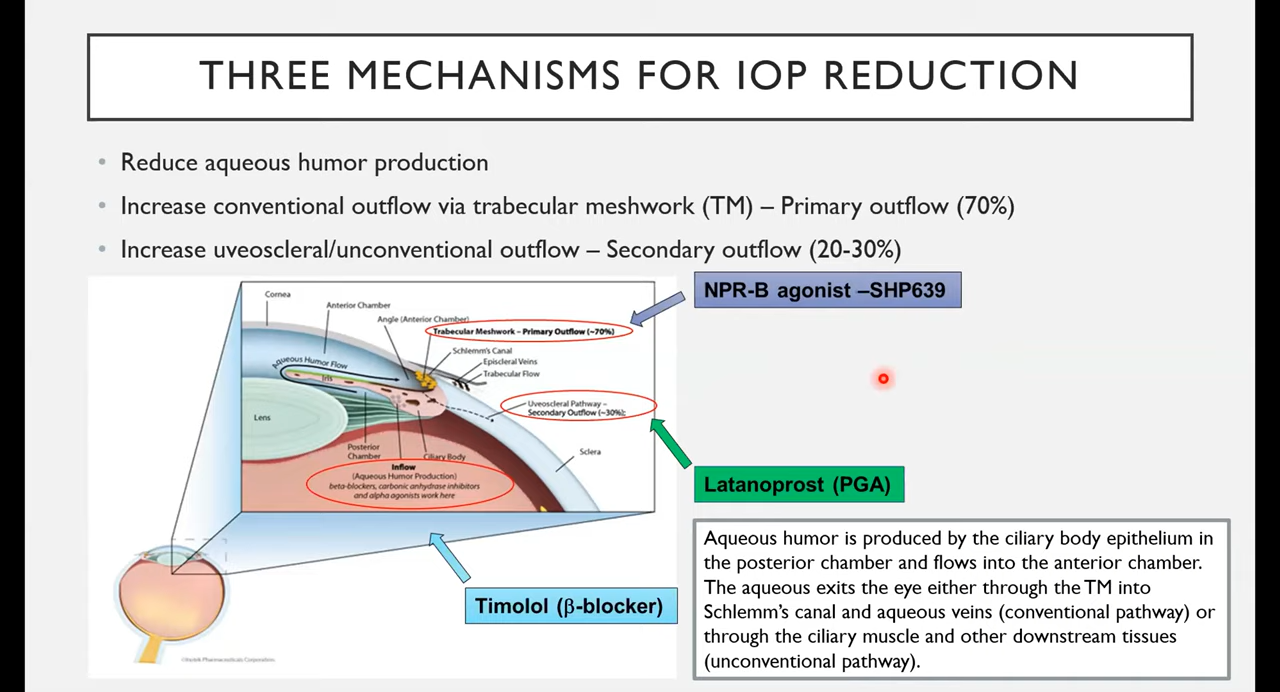 THREE MECHANISMS FOR IOP REDUCTION
• Reduce aqueous humor production
• Increase conventional outflow via trabecular meshwork (TM) – Primary outflow (70%)
• Increase uveoscleral/unconventional outflow – Secondary outflow (20-30%)
NPR-B agonist –SHP639
Cornea
Anterior Chamber
Angle (Anterior Chamber)
Trabecular Meshwork – Primary Outflow (~70%)
Schlemm's Canal
Episcleral Veins
Trabecular Flow
Aqueous Humor Flow
Iris
Uveoscleral Pathway –
Secondary Outflow (~30%);
Lens
Posterior
Chamber
Ciliary Body
Sclera
Inflow
(Aqueous Humor Production)
beta-blockers, carbonic anhydrase inhibitors
and alpha agonists work here
Latanoprost (PGA)
Timolol (β-blocker)
Aqueous humor is produced by the ciliary body epithelium in
the posterior chamber and flows into the anterior chamber.
The aqueous exits the eye either through the TM into
Schlemm's canal and aqueous veins (conventional pathway) or
through the ciliary muscle and other downstream tissues
(unconventional pathway).
©Inotek Pharmaceuticals Corporation.